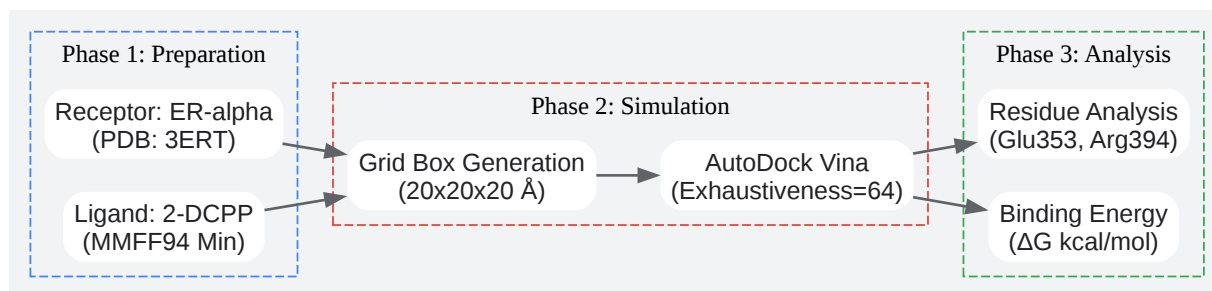 Phase 1: Preparation
Receptor: ER-alpha
(PDB: 3ERT)
Ligand: 2-DCPP
(MMFF94 Min)
Phase 2: Simulation
Grid Box Generation
(20x20x20 Å)
AutoDock Vina
(Exhaustiveness=64)
Phase 3: Analysis
Residue Analysis
(Glu353, Arg394)
Binding Energy
(ΔG kcal/mol)